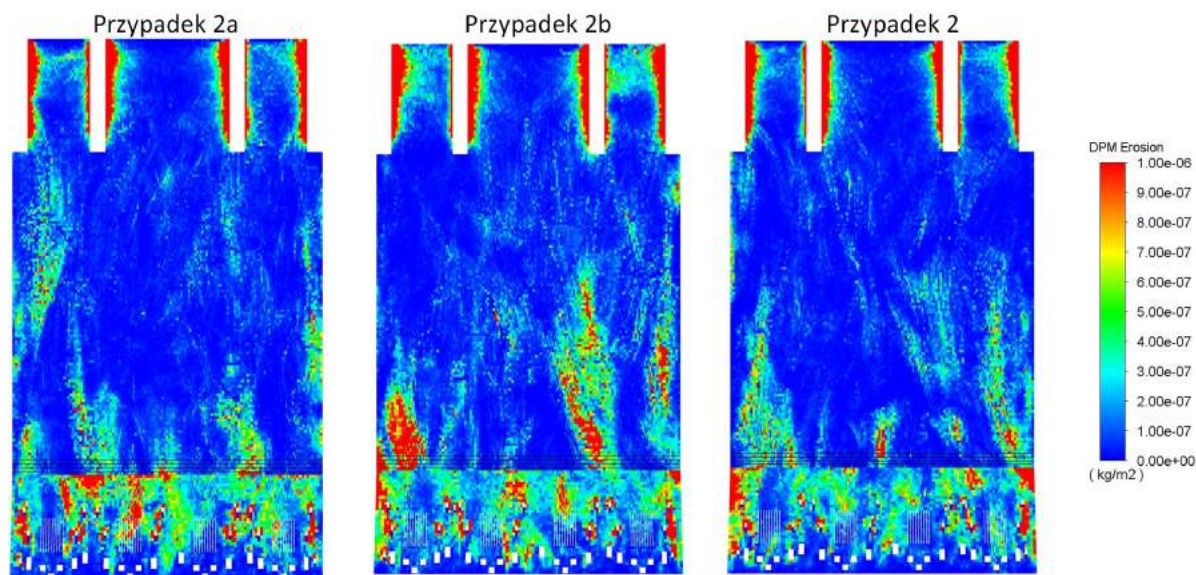 Przypadek 2a
Przypadek 2b
Przypadek 2
DPM Erosion
1.00e-06
9.00e-07
8.00e-07
7.00e-07
6.00e-07
5.00e-07
4.00e-07
3.00e-07
2.00e-07
1.00e-07
0.00e+00
( kg/m2 )